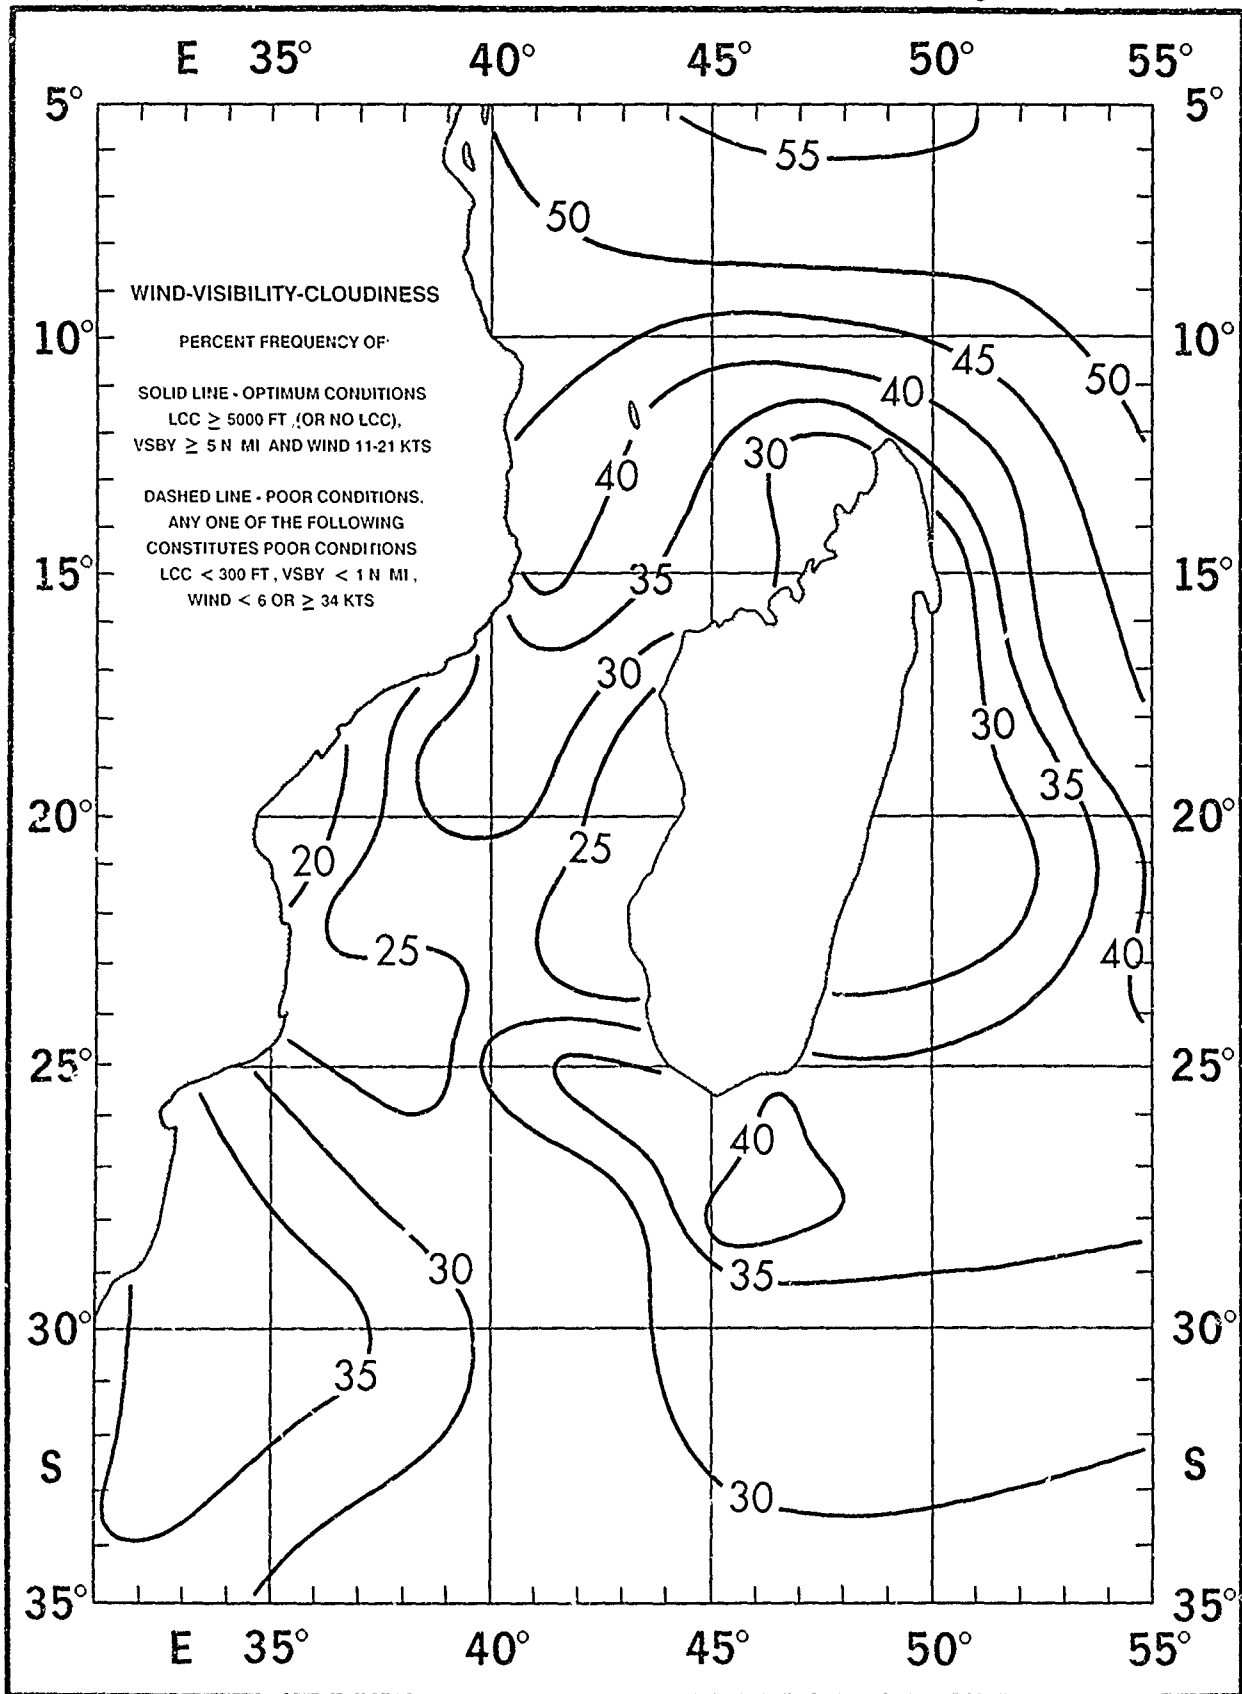 E 35° 40° 45° 50° 55°
5° 5°
55
50
WIND-VISIBILITY-CLOUDINESS
10° PERCENT FREQUENCY OF 45 10°
50
SOLID LINE - OPTIMUM CONDITIONS 40
LCC ≥ 5000 FT, (OR NO LCC),
VSBY ≥ 5 N MI AND WIND 11-21 KTS 30
40
DASHED LINE - POOR CONDITIONS.
ANY ONE OF THE FOLLOWING
CONSTITUTES POOR CONDITIONS
15° LCC < 300 FT, VSBY < 1 N MI, 35 15°
WIND < 6 OR ≥ 34 KTS
30
30
35
20° 20°
25
20
25 40
25° 25°
40
30 35
30° 30°
35
S S
30
35° 35°
E 35° 40° 45° 50° 55°